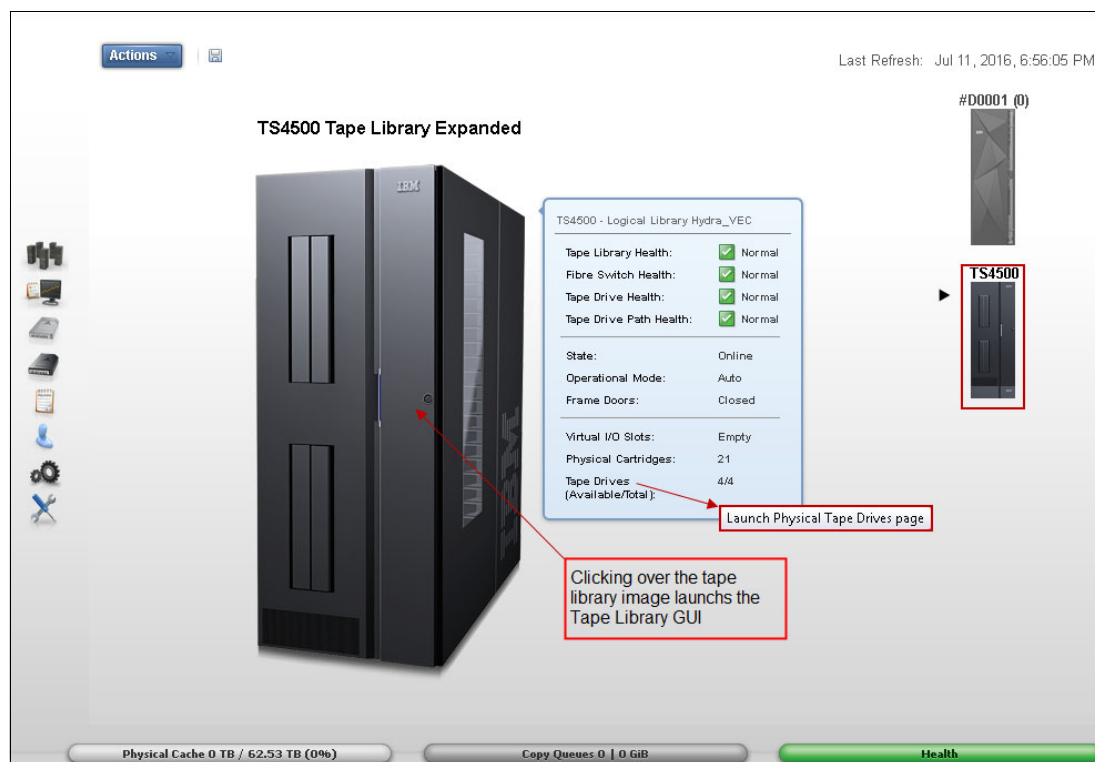 Actions
Last Refresh: Jul 11, 2016, 6:56:05 PM
#D0001 (0)
TS4500 Tape Library Expanded
IBM
TS4500 - Logical Library Hydra_VEC
Tape Library Health: Normal
Fibre Switch Health: Normal
Tape Drive Health: Normal
Tape Drive Path Health: Normal
TS4500
State: Online
Operational Mode: Auto
Frame Doors: Closed
Virtual I/O Slots: Empty
Physical Cartridges: 21
Tape Drives
(Available/Total): 4/4
IBM
Launch Physical Tape Drives page
Clicking over the tape
library image launchs the
Tape Library GUI
Physical Cache 0 TB / 62.53 TB (0%)
Copy Queues 0 | 0 GiB
Health